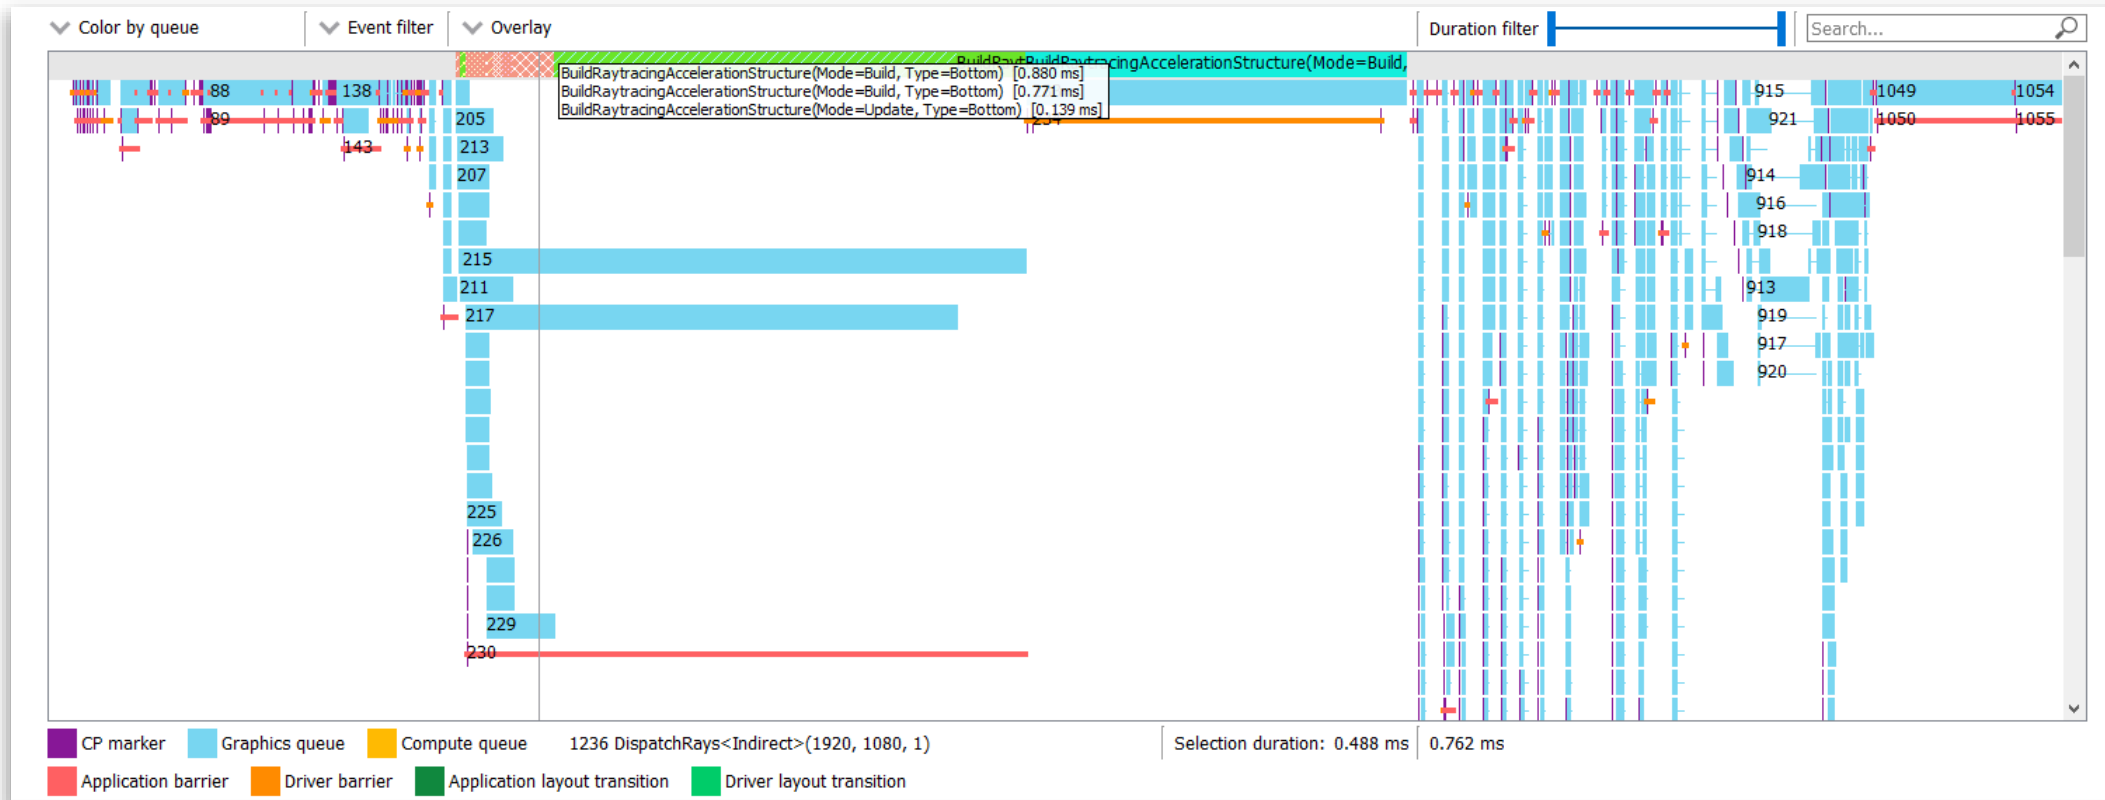 Color by queue Event filter Overlay Duration filter Search...
BuildRaytBuildRaytracingAccelerationStructure(Mode=Build,
BuildRaytracingAccelerationStructure(Mode=Build, Type=Bottom) [0.880 ms]
BuildRaytracingAccelerationStructure(Mode=Build, Type=Bottom) [0.771 ms]
BuildRaytracingAccelerationStructure(Mode=Update, Type=Bottom) [0.139 ms]
88 138 915 1049 1054
89 205 234 921 1050 1055
143 213
207 914
916
918
215
211 913
217 919
917
920
225
226
229
230
CP marker Graphics queue Compute queue 1236 DispatchRays<Indirect>(1920, 1080, 1) Selection duration: 0.488 ms 0.762 ms
Application barrier Driver barrier Application layout transition Driver layout transition